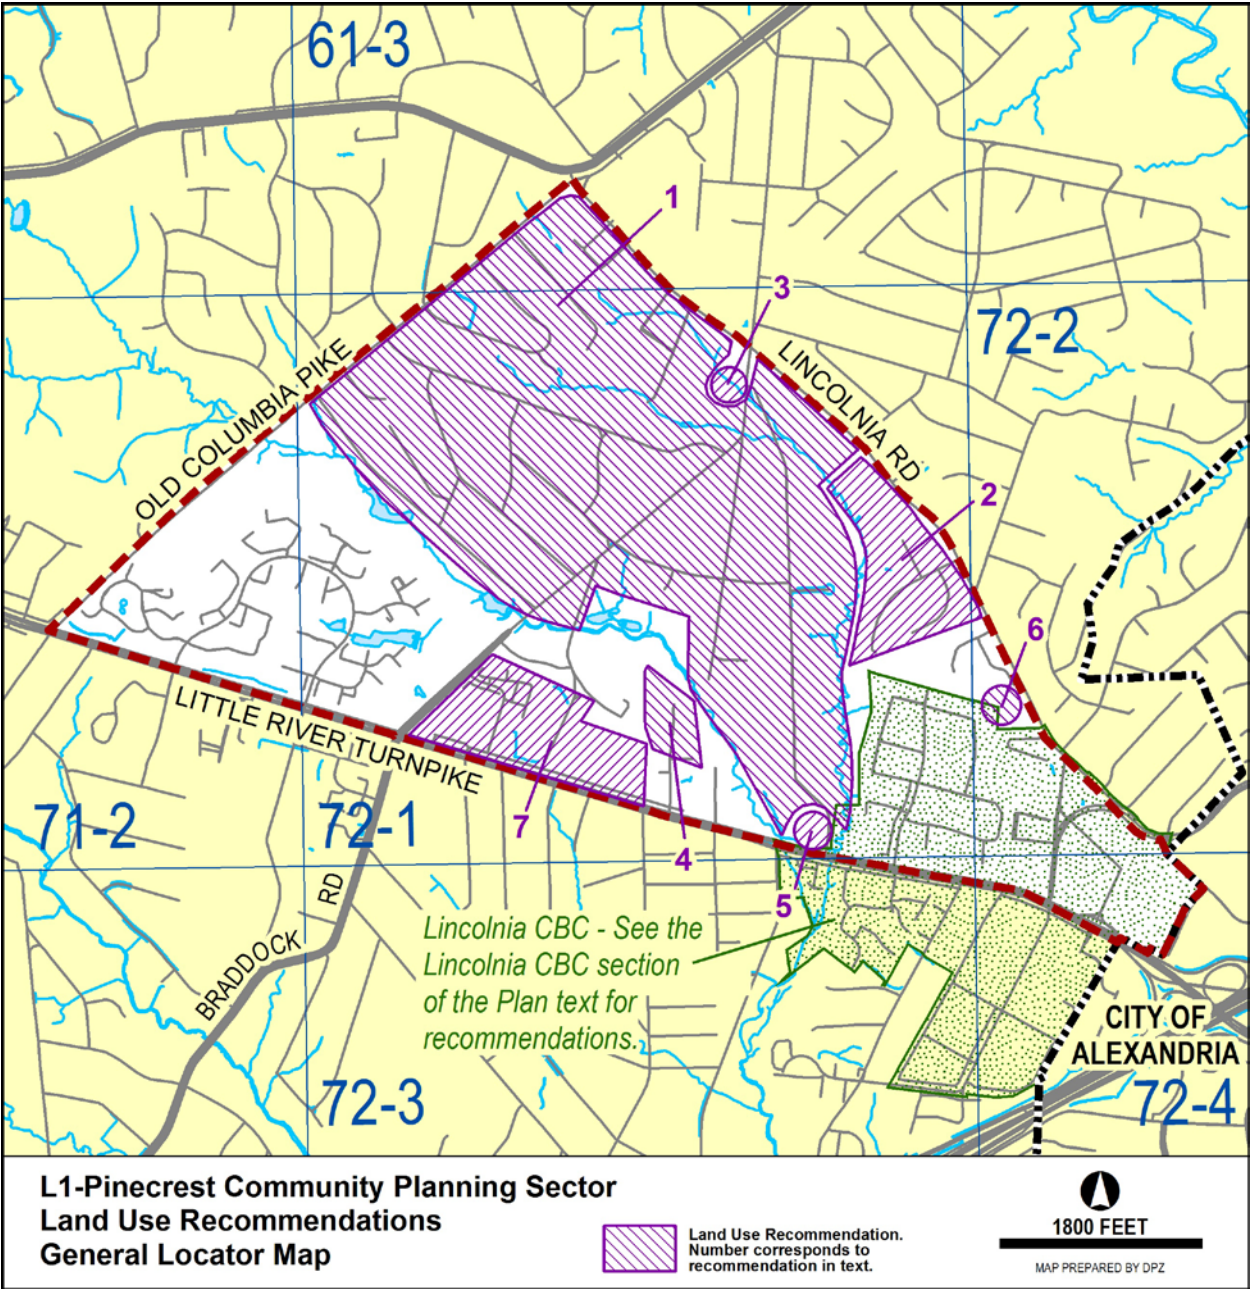 61-3
1
3
72-2
OLD COLUMBIA PIKE
LINCOLNIA RD
2
6
LITTLE RIVER TURNPIKE
71-2
72-1
7
4
5
BRADDOCK RD
Lincolnia CBC - See the
Lincolnia CBC section
of the Plan text for
recommendations.
CITY OF
ALEXANDRIA
72-3
72-4
L1-Pinecrest Community Planning Sector
Land Use Recommendations
General Locator Map
Land Use Recommendation.
Number corresponds to
recommendation in text.
1800 FEET
MAP PREPARED BY DPZ